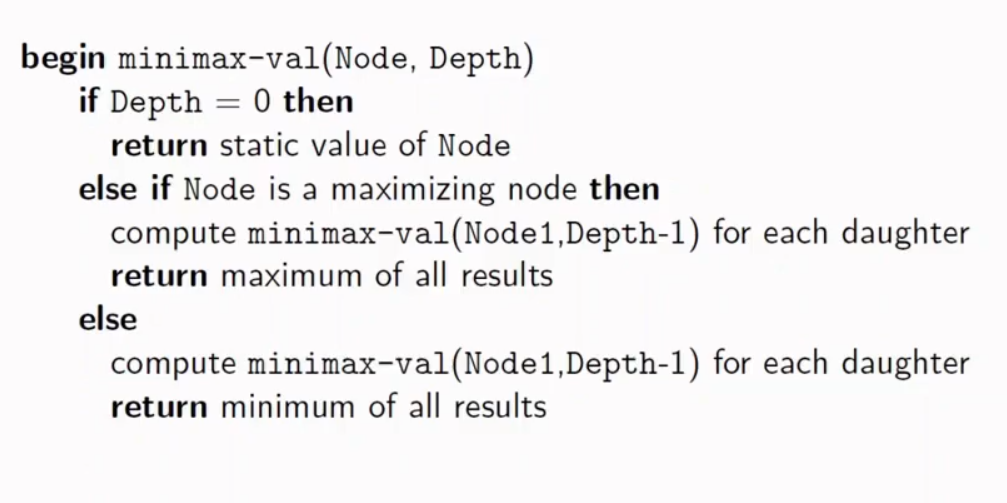 begin minimax-val(Node, Depth)
if Depth = 0 then
return static value of Node
else if Node is a maximizing node then
compute minimax-val(Node1,Depth-1) for each daughter
return maximum of all results
else
compute minimax-val(Node1,Depth-1) for each daughter
return minimum of all results